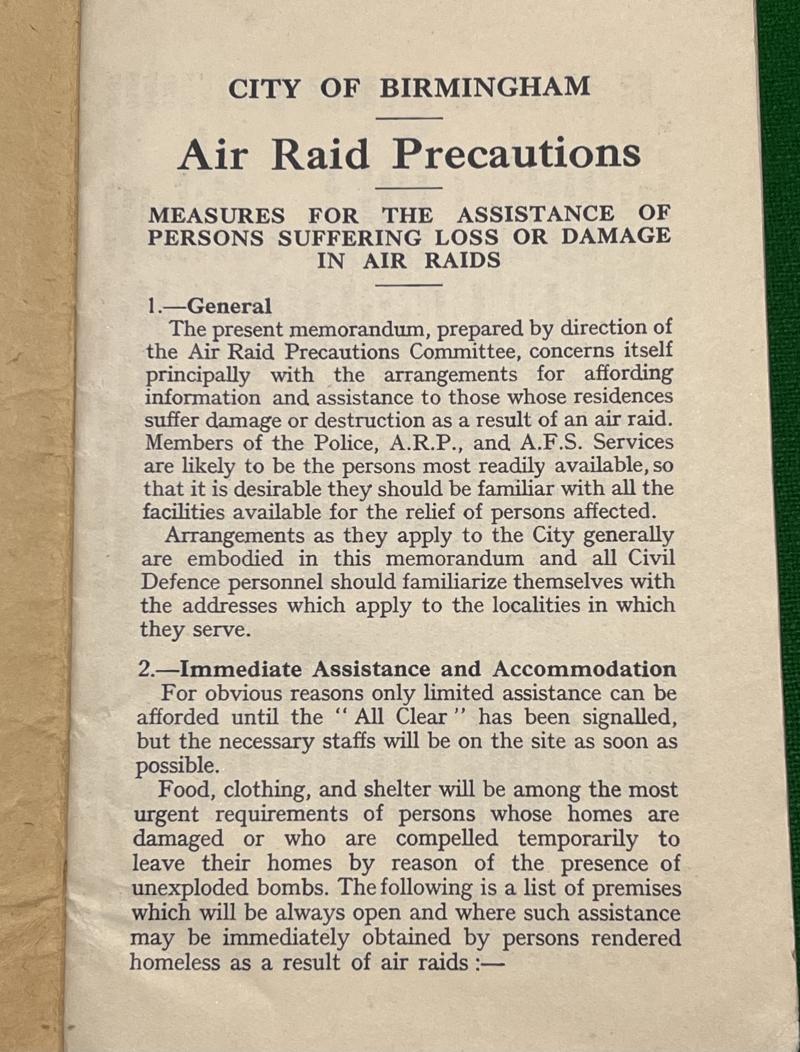 CITY OF BIRMINGHAM
Air Raid Precautions
MEASURES FOR THE ASSISTANCE OF
PERSONS SUFFERING LOSS OR DAMAGE
IN AIR RAIDS
1.—General
The present memorandum, prepared by direction of
the Air Raid Precautions Committee, concerns itself
principally with the arrangements for affording
information and assistance to those whose residences
suffer damage or destruction as a result of an air raid.
Members of the Police, A.R.P., and A.F.S. Services
are likely to be the persons most readily available, so
that it is desirable they should be familiar with all the
facilities available for the relief of persons affected.
Arrangements as they apply to the City generally
are embodied in this memorandum and all Civil
Defence personnel should familiarize themselves with
the addresses which apply to the localities in which
they serve.
2.—Immediate Assistance and Accommodation
For obvious reasons only limited assistance can be
afforded until the “ All Clear ” has been signalled,
but the necessary staffs will be on the site as soon as
possible.
Food, clothing, and shelter will be among the most
urgent requirements of persons whose homes are
damaged or who are compelled temporarily to
leave their homes by reason of the presence of
unexploded bombs. The following is a list of premises
which will be always open and where such assistance
may be immediately obtained by persons rendered
homeless as a result of air raids :—